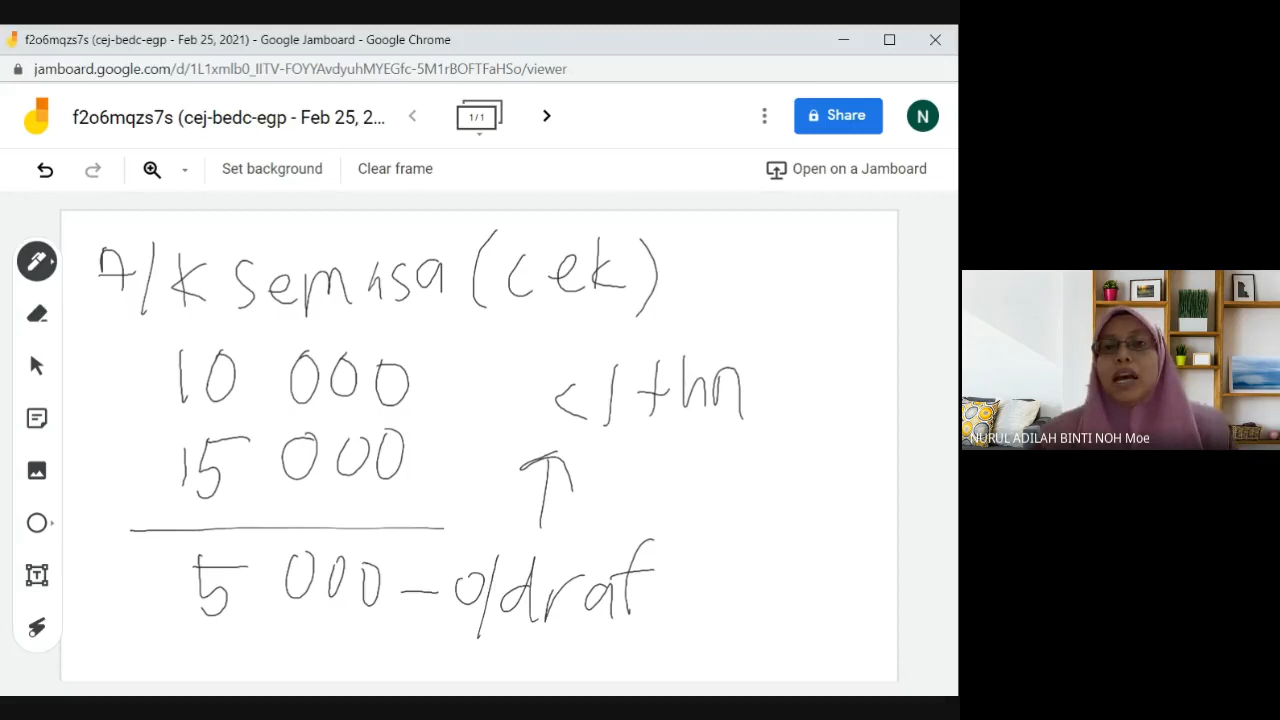 f2o6mqzs7s (cej-bedc-egp - Feb 25, 2021) - Google Jamboard - Google Chrome
jamboard.google.com/d/1L1xmlb0_IITV-FOYYAvdyuhMYEGfc-5M1rBOFTFaHSo/viewer
f2o6mqzs7s (cej-bedc-egp - Feb 25, 2...
1/1
Share
N
Set background
Clear frame
Open on a Jamboard
A/K semasa (cek)
10 000
<1 thn
15 000
5 000 – o/draf
NURUL ADILAH BINTI NOH Moe